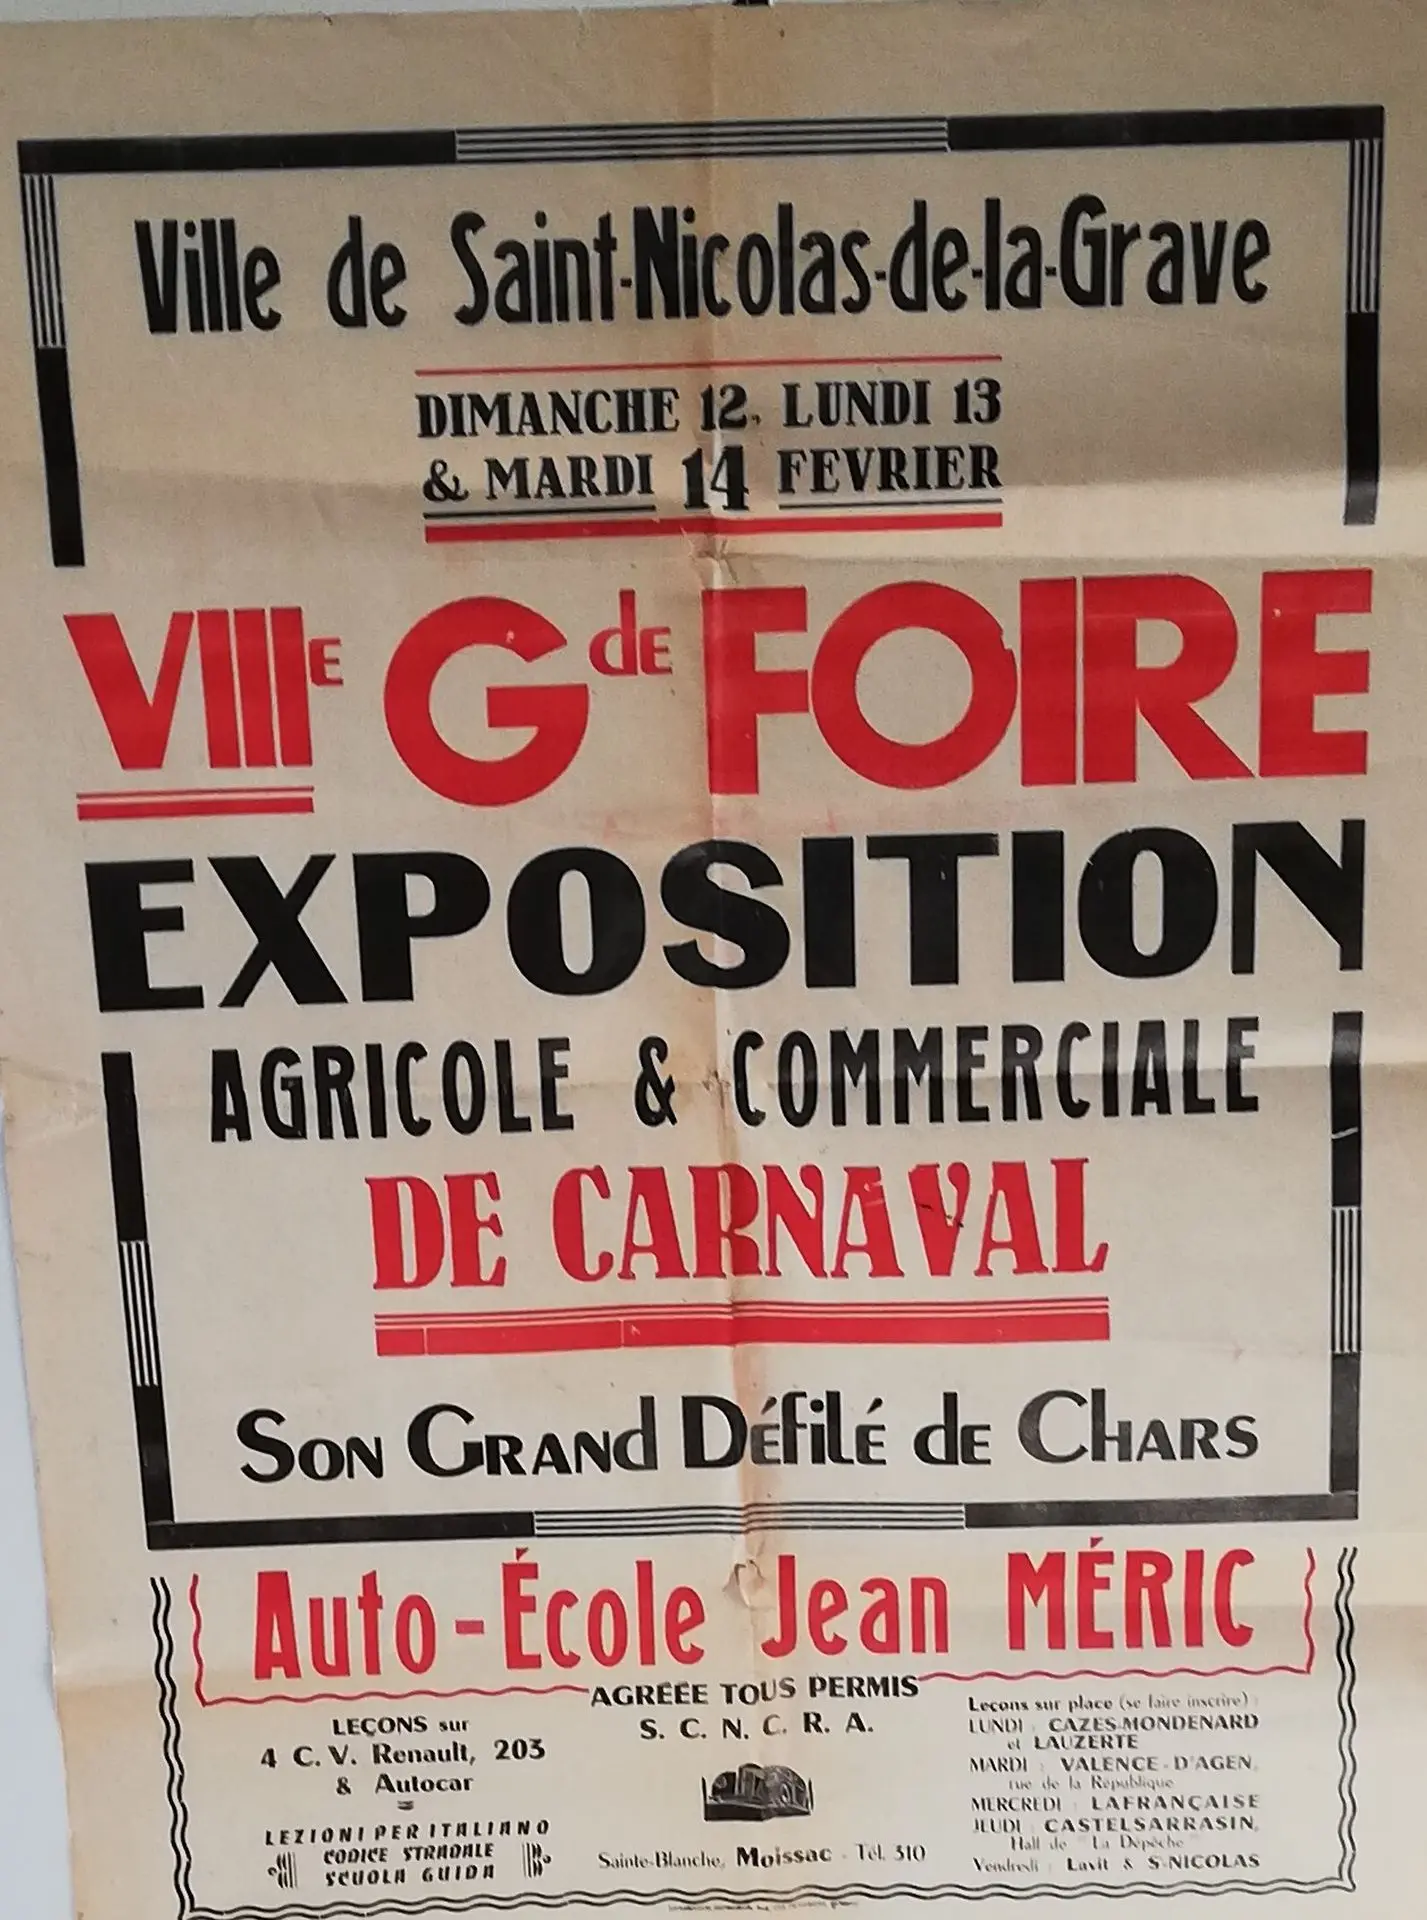 Ville de Saint-Nicolas-de-la-Grave
DIMANCHE 12, LUNDI 13
& MARDI 14 FEVRIER
VIIIE Gde FOIRE
EXPOSITION
AGRICOLE & COMMERCIALE
DE CARNAVAL
SON GRANd DÉfilÉ dE CHARS
Auto-École Jean MÉRIC
AGRÉÉE TOUS PERMIS
S. C. N. C. R. A.
LEÇONS sur
4 C. V. Renault, 203
& Autocar
LEZIONI PER ITALIANO
CODICE STRADALE
SCUOLA GUIDA
Sainte-Blanche, Moissac - Tél. 310
Leçons sur place (se faire inscrire) :
LUNDI : CAZES-MONDENARD
et LAUZERTE
MARDI : VALENCE-D'AGEN,
rue de la République
MERCREDI : LAFRANÇAISE
JEUDI : CASTELSARRASIN,
Hall de "La Dépêche"
Vendredi : Lavit & S-NICOLAS